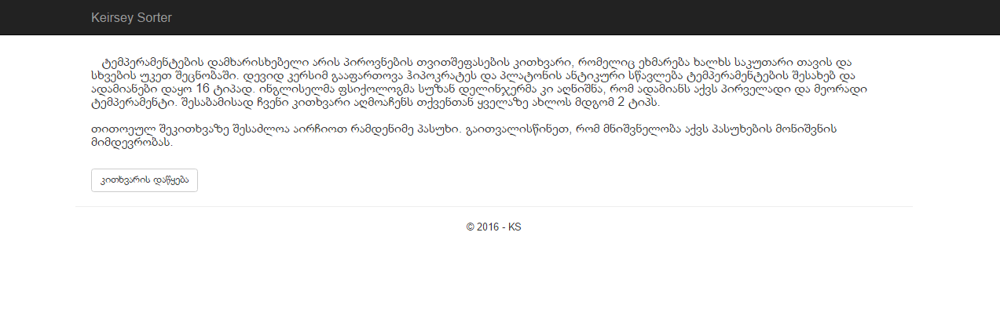 Keirsey Sorter
ტემპერამენტების დამხარისხებელი არის პიროვნების თვითშეფასების კითხვარი, რომელიც ეხმარება ხალხს საკუთარი თავის და
სხვების უკეთ შეცნობაში. დევიდ კერსიმ გააფართოვა ჰიპოკრატეს და პლატონის ანტიკური სწავლება ტემპერამენტების შესახებ და
ადამიანები დაყო 16 ტიპად. ინგლისელმა ფსიქოლოგმა სუზან დელინჯერმა კი აღნიშნა, რომ ადამიანს აქვს პირველადი და მეორადი
ტემპერამენტი. შესაბამისად ჩვენი კითხვარი აღმოაჩენს თქვენთან ყველაზე ახლოს მდგომ 2 ტიპს.
თითოეულ შეკითხვაზე შესაძლოა აირჩიოთ რამდენიმე პასუხი. გაითვალისწინეთ, რომ მნიშვნელობა აქვს პასუხების მონიშვნის
მიმდევრობას.
კითხვარის დაწყება
© 2016 - KS